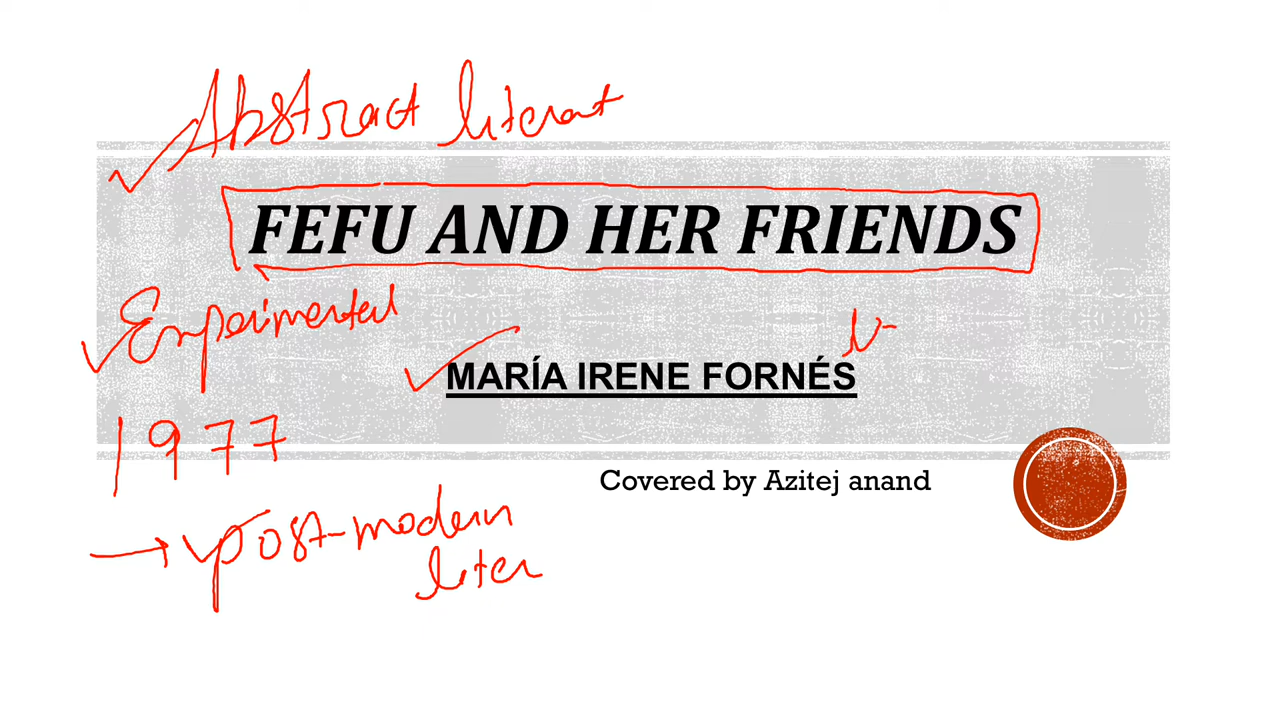 Abstract literat
FEFU AND HER FRIENDS
Experimental
MARÍA IRENE FORNÉS
1977
Covered by Azitej anand
→ post-modern
liter